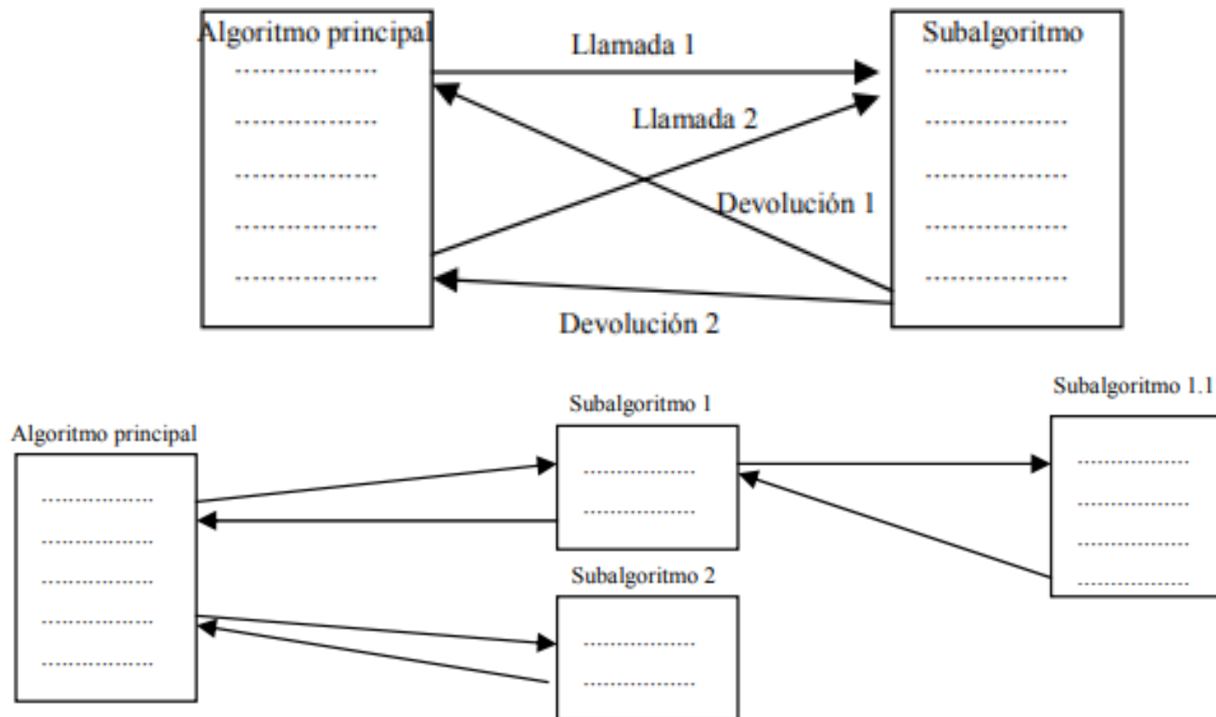 Algoritmo principal
Llamada 1
Subalgoritmo
Llamada 2
Devolución 1
Devolución 2
Subalgoritmo 1.1
Subalgoritmo 1
Algoritmo principal
Subalgoritmo 2